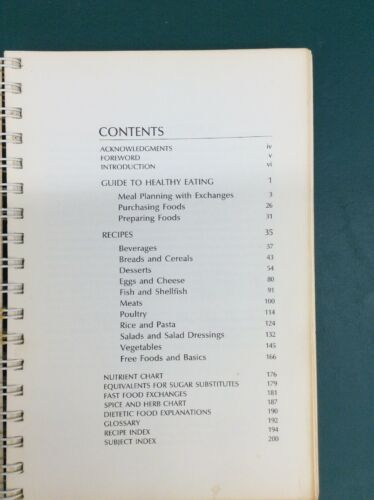 CONTENTS
ACKNOWLEDGMENTS iv
FOREWORD v
INTRODUCTION vi
GUIDE TO HEALTHY EATING 1
Meal Planning with Exchanges 3
Purchasing Foods 26
Preparing Foods 31
RECIPES 35
Beverages 37
Breads and Cereals 43
Desserts 54
Eggs and Cheese 80
Fish and Shellfish 91
Meats 100
Poultry 114
Rice and Pasta 124
Salads and Salad Dressings 132
Vegetables 145
Free Foods and Basics 166
NUTRIENT CHART 176
EQUIVALENTS FOR SUGAR SUBSTITUTES 179
FAST FOOD EXCHANGES 181
SPICE AND HERB CHART 187
DIETETIC FOOD EXPLANATIONS 190
GLOSSARY 192
RECIPE INDEX 194
SUBJECT INDEX 200